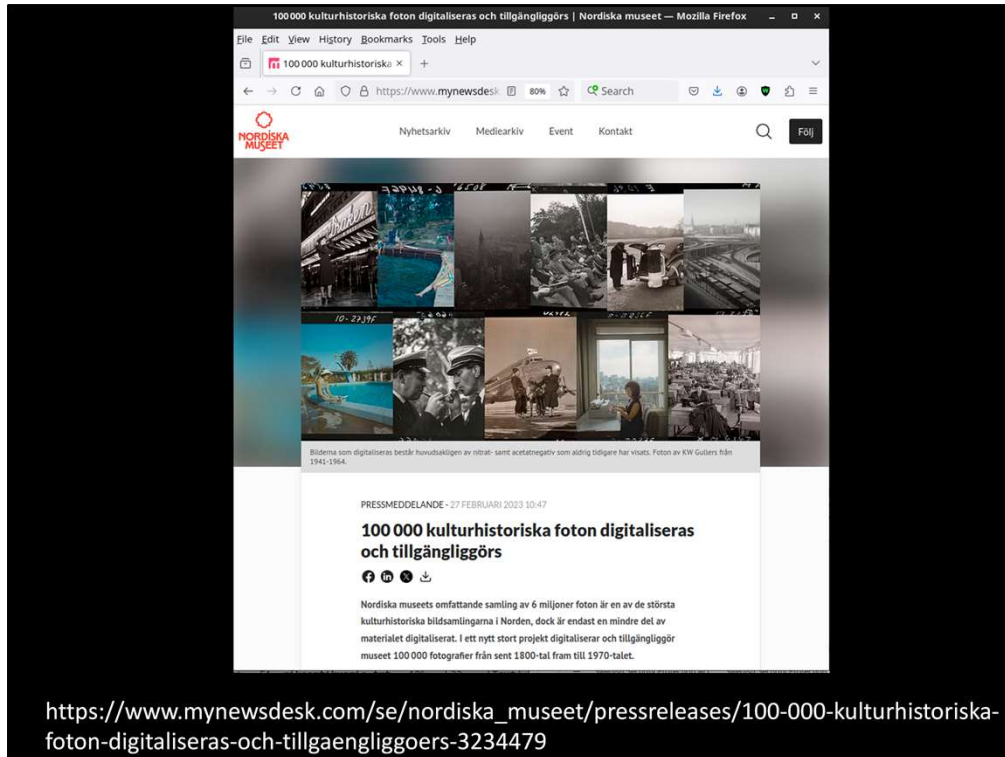 100 000 kulturhistoriska foton digitaliseras och tillgängliggörs | Nordiska museet — Mozilla Firefox
File Edit View History Bookmarks Tools Help
100 000 kulturhistoriska
https://www.mynewsdesk
80%
Search
NORDISKA
MUSEET
Nyhetsarkiv Mediearkiv Event Kontakt
Följ
10-2739F
Bilderna som digitaliseras består huvudsakligen av nitrat- samt acetatnegativ som aldrig tidigare har visats. Foton av KW Gullers från
1941-1964.
PRESSMEDDELANDE - 27 FEBRUARI 2023 10:47
100 000 kulturhistoriska foton digitaliseras
och tillgängliggörs
Nordiska museets omfattande samling av 6 miljoner foton är en av de största
kulturhistoriska bildsamlingarna i Norden, dock är endast en mindre del av
materialet digitaliserat. I ett nytt stort projekt digitaliserar och tillgängliggör
museet 100 000 fotografier från sent 1800-tal fram till 1970-talet.
https://www.mynewsdesk.com/se/nordiska_museet/pressreleases/100-000-kulturhistoriska-
foton-digitaliseras-och-tillgaengliggoers-3234479